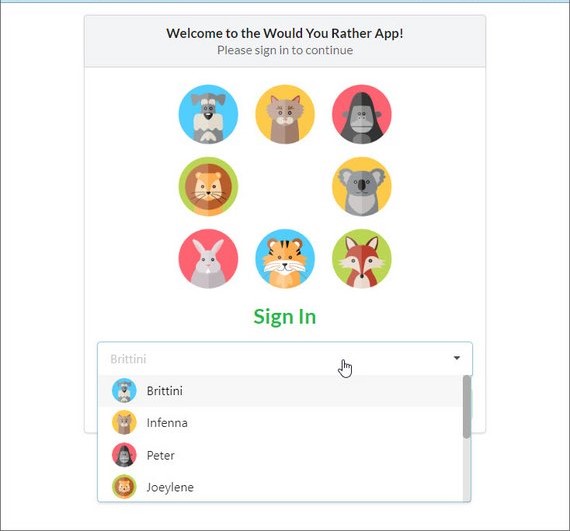 Welcome to the Would You Rather App!
Please sign in to continue
Sign In
Brittini
Brittini
Infenna
Peter
Joeylene